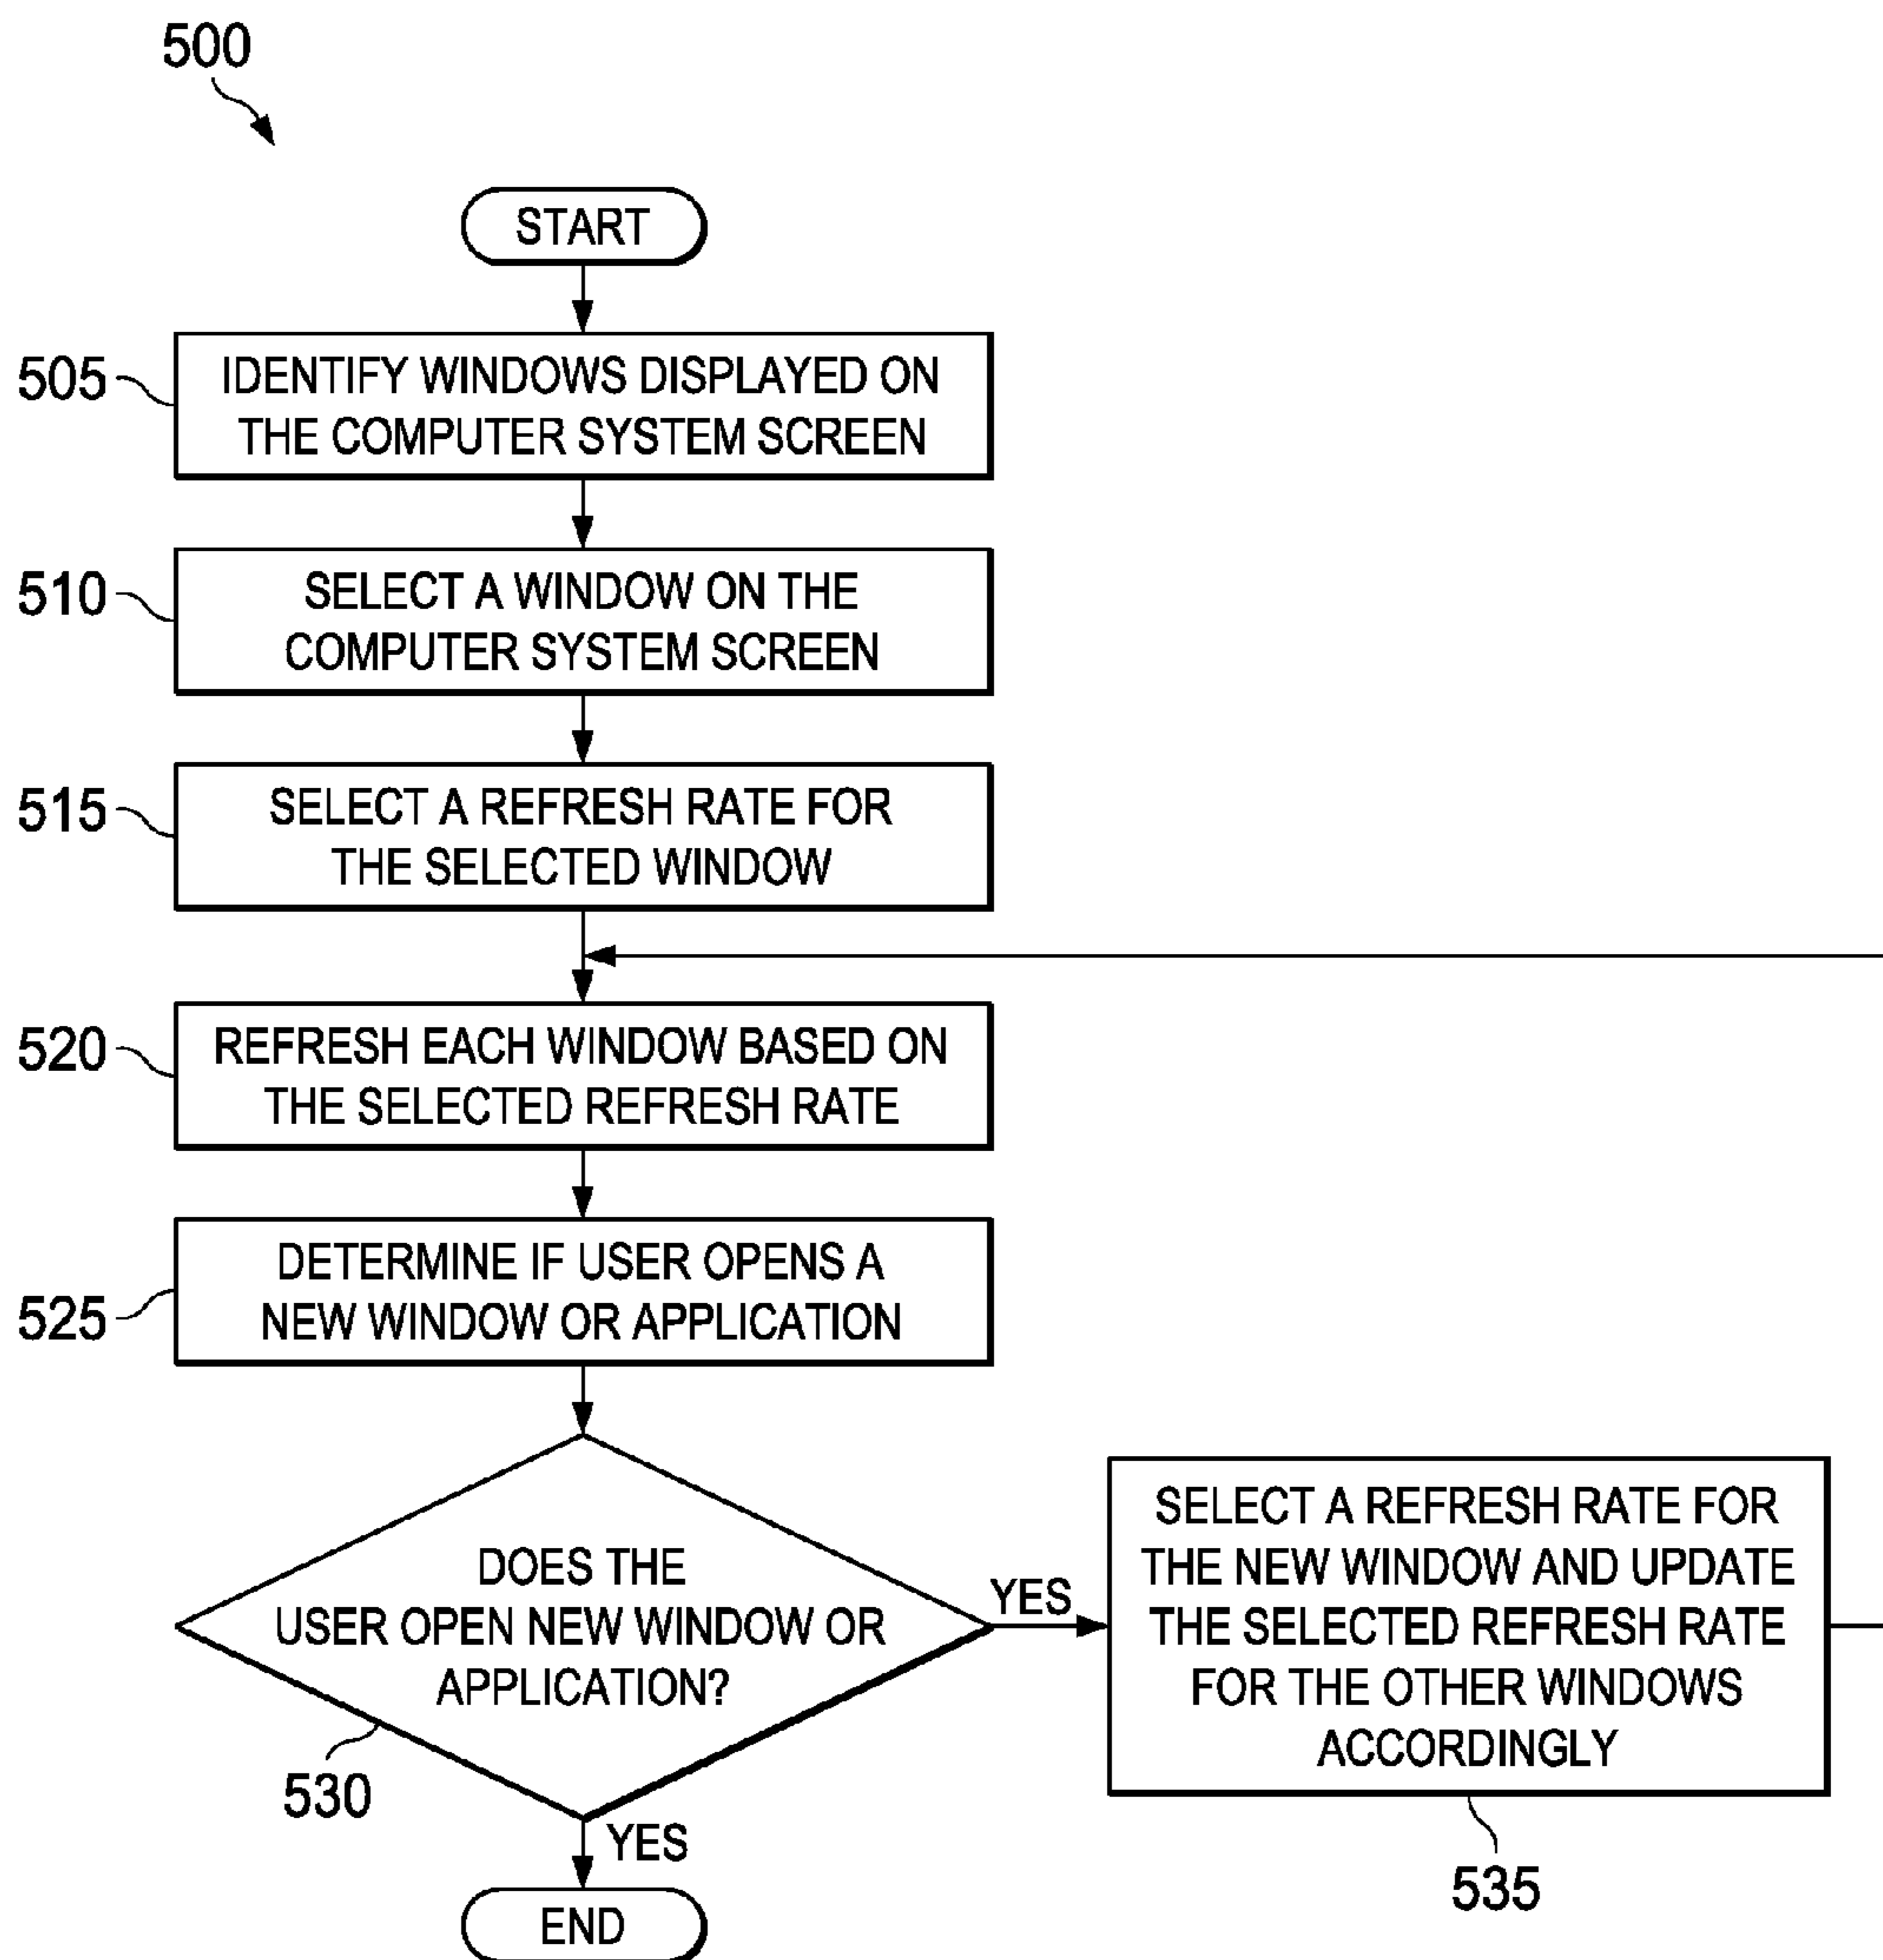 500
START
505
IDENTIFY WINDOWS DISPLAYED ON
THE COMPUTER SYSTEM SCREEN
510
SELECT A WINDOW ON THE
COMPUTER SYSTEM SCREEN
515
SELECT A REFRESH RATE FOR
THE SELECTED WINDOW
520
REFRESH EACH WINDOW BASED ON
THE SELECTED REFRESH RATE
525
DETERMINE IF USER OPENS A
NEW WINDOW OR APPLICATION
DOES THE
USER OPEN NEW WINDOW OR
APPLICATION?
530
YES
SELECT A REFRESH RATE FOR
THE NEW WINDOW AND UPDATE
THE SELECTED REFRESH RATE
FOR THE OTHER WINDOWS
ACCORDINGLY
535
YES
END